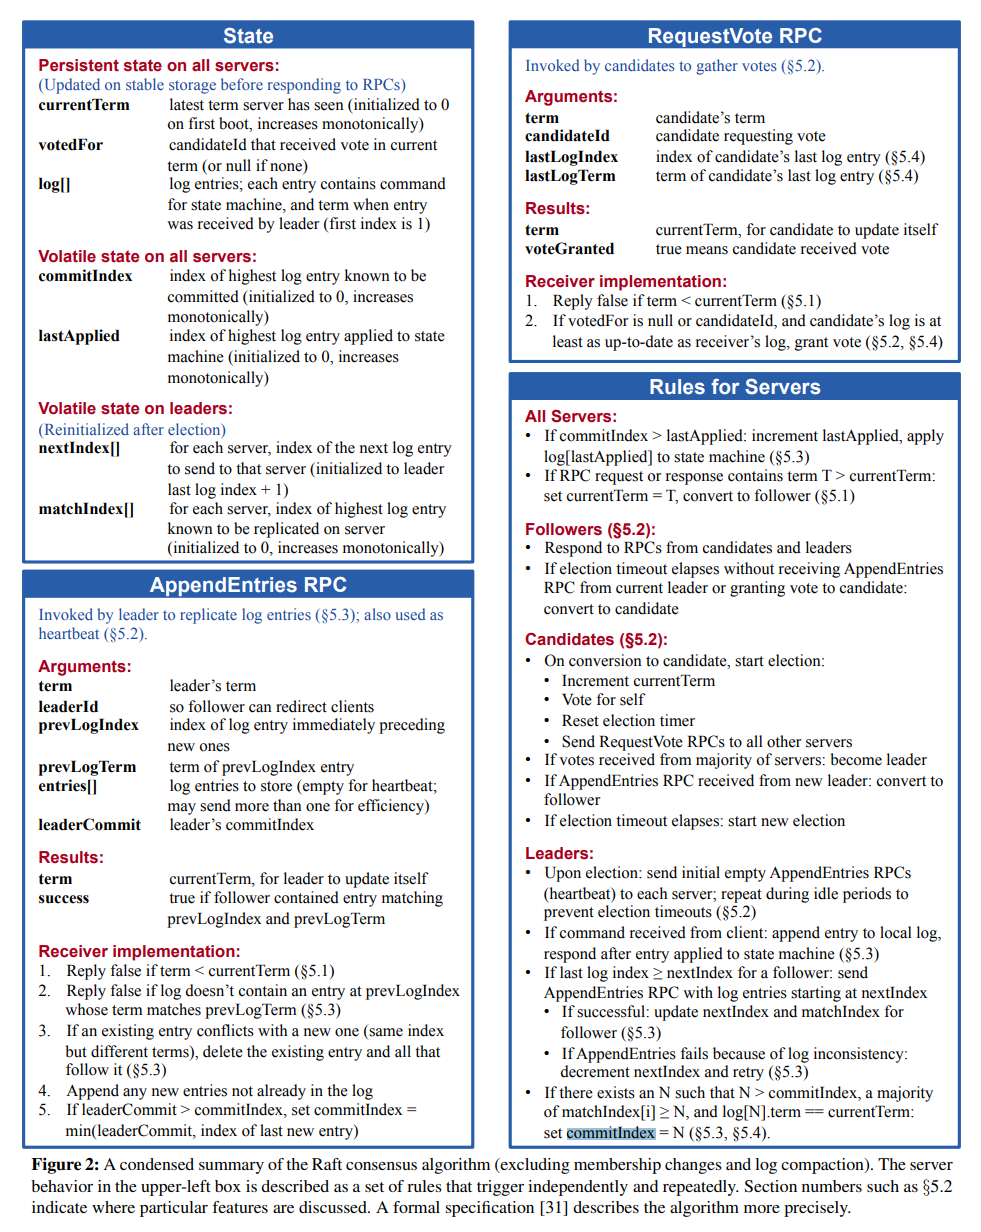 State
Persistent state on all servers:
(Updated on stable storage before responding to RPCs)
currentTerm latest term server has seen (initialized to 0
on first boot, increases monotonically)
votedFor candidateId that received vote in current
term (or null if none)
log[] log entries; each entry contains command
for state machine, and term when entry
was received by leader (first index is 1)
Volatile state on all servers:
commitIndex index of highest log entry known to be
committed (initialized to 0, increases
monotonically)
lastApplied index of highest log entry applied to state
machine (initialized to 0, increases
monotonically)
Volatile state on leaders:
(Reinitialized after election)
nextIndex[] for each server, index of the next log entry
to send to that server (initialized to leader
last log index + 1)
matchIndex[] for each server, index of highest log entry
known to be replicated on server
(initialized to 0, increases monotonically)
AppendEntries RPC
Invoked by leader to replicate log entries (§5.3); also used as
heartbeat (§5.2).
Arguments:
term leader's term
leaderId so follower can redirect clients
prevLogIndex index of log entry immediately preceding
new ones
prevLogTerm term of prevLogIndex entry
entries[] log entries to store (empty for heartbeat;
may send more than one for efficiency)
leaderCommit leader's commitIndex
Results:
term currentTerm, for leader to update itself
success true if follower contained entry matching
prevLogIndex and prevLogTerm
Receiver implementation:
1. Reply false if term < currentTerm (§5.1)
2. Reply false if log doesn't contain an entry at prevLogIndex
whose term matches prevLogTerm (§5.3)
3. If an existing entry conflicts with a new one (same index
but different terms), delete the existing entry and all that
follow it (§5.3)
4. Append any new entries not already in the log
5. If leaderCommit > commitIndex, set commitIndex =
min(leaderCommit, index of last new entry)
RequestVote RPC
Invoked by candidates to gather votes (§5.2).
Arguments:
term candidate's term
candidateId candidate requesting vote
lastLogIndex index of candidate's last log entry (§5.4)
lastLogTerm term of candidate's last log entry (§5.4)
Results:
term currentTerm, for candidate to update itself
voteGranted true means candidate received vote
Receiver implementation:
1. Reply false if term < currentTerm (§5.1)
2. If votedFor is null or candidateId, and candidate's log is at
least as up-to-date as receiver's log, grant vote (§5.2, §5.4)
Rules for Servers
All Servers:
• If commitIndex > lastApplied: increment lastApplied, apply
log[lastApplied] to state machine (§5.3)
• If RPC request or response contains term T > currentTerm:
set currentTerm = T, convert to follower (§5.1)
Followers (§5.2):
• Respond to RPCs from candidates and leaders
• If election timeout elapses without receiving AppendEntries
RPC from current leader or granting vote to candidate:
convert to candidate
Candidates (§5.2):
• On conversion to candidate, start election:
• Increment currentTerm
• Vote for self
• Reset election timer
• Send RequestVote RPCs to all other servers
• If votes received from majority of servers: become leader
• If AppendEntries RPC received from new leader: convert to
follower
• If election timeout elapses: start new election
Leaders:
• Upon election: send initial empty AppendEntries RPCs
(heartbeat) to each server; repeat during idle periods to
prevent election timeouts (§5.2)
• If command received from client: append entry to local log,
respond after entry applied to state machine (§5.3)
• If last log index ≥ nextIndex for a follower: send
AppendEntries RPC with log entries starting at nextIndex
• If successful: update nextIndex and matchIndex for
follower (§5.3)
• If AppendEntries fails because of log inconsistency:
decrement nextIndex and retry (§5.3)
• If there exists an N such that N > commitIndex, a majority
of matchIndex[i] ≥ N, and log[N].term == currentTerm:
set commitIndex = N (§5.3, §5.4).
Figure 2: A condensed summary of the Raft consensus algorithm (excluding membership changes and log compaction). The server
behavior in the upper-left box is described as a set of rules that trigger independently and repeatedly. Section numbers such as §5.2
indicate where particular features are discussed. A formal specification [31] describes the algorithm more precisely.